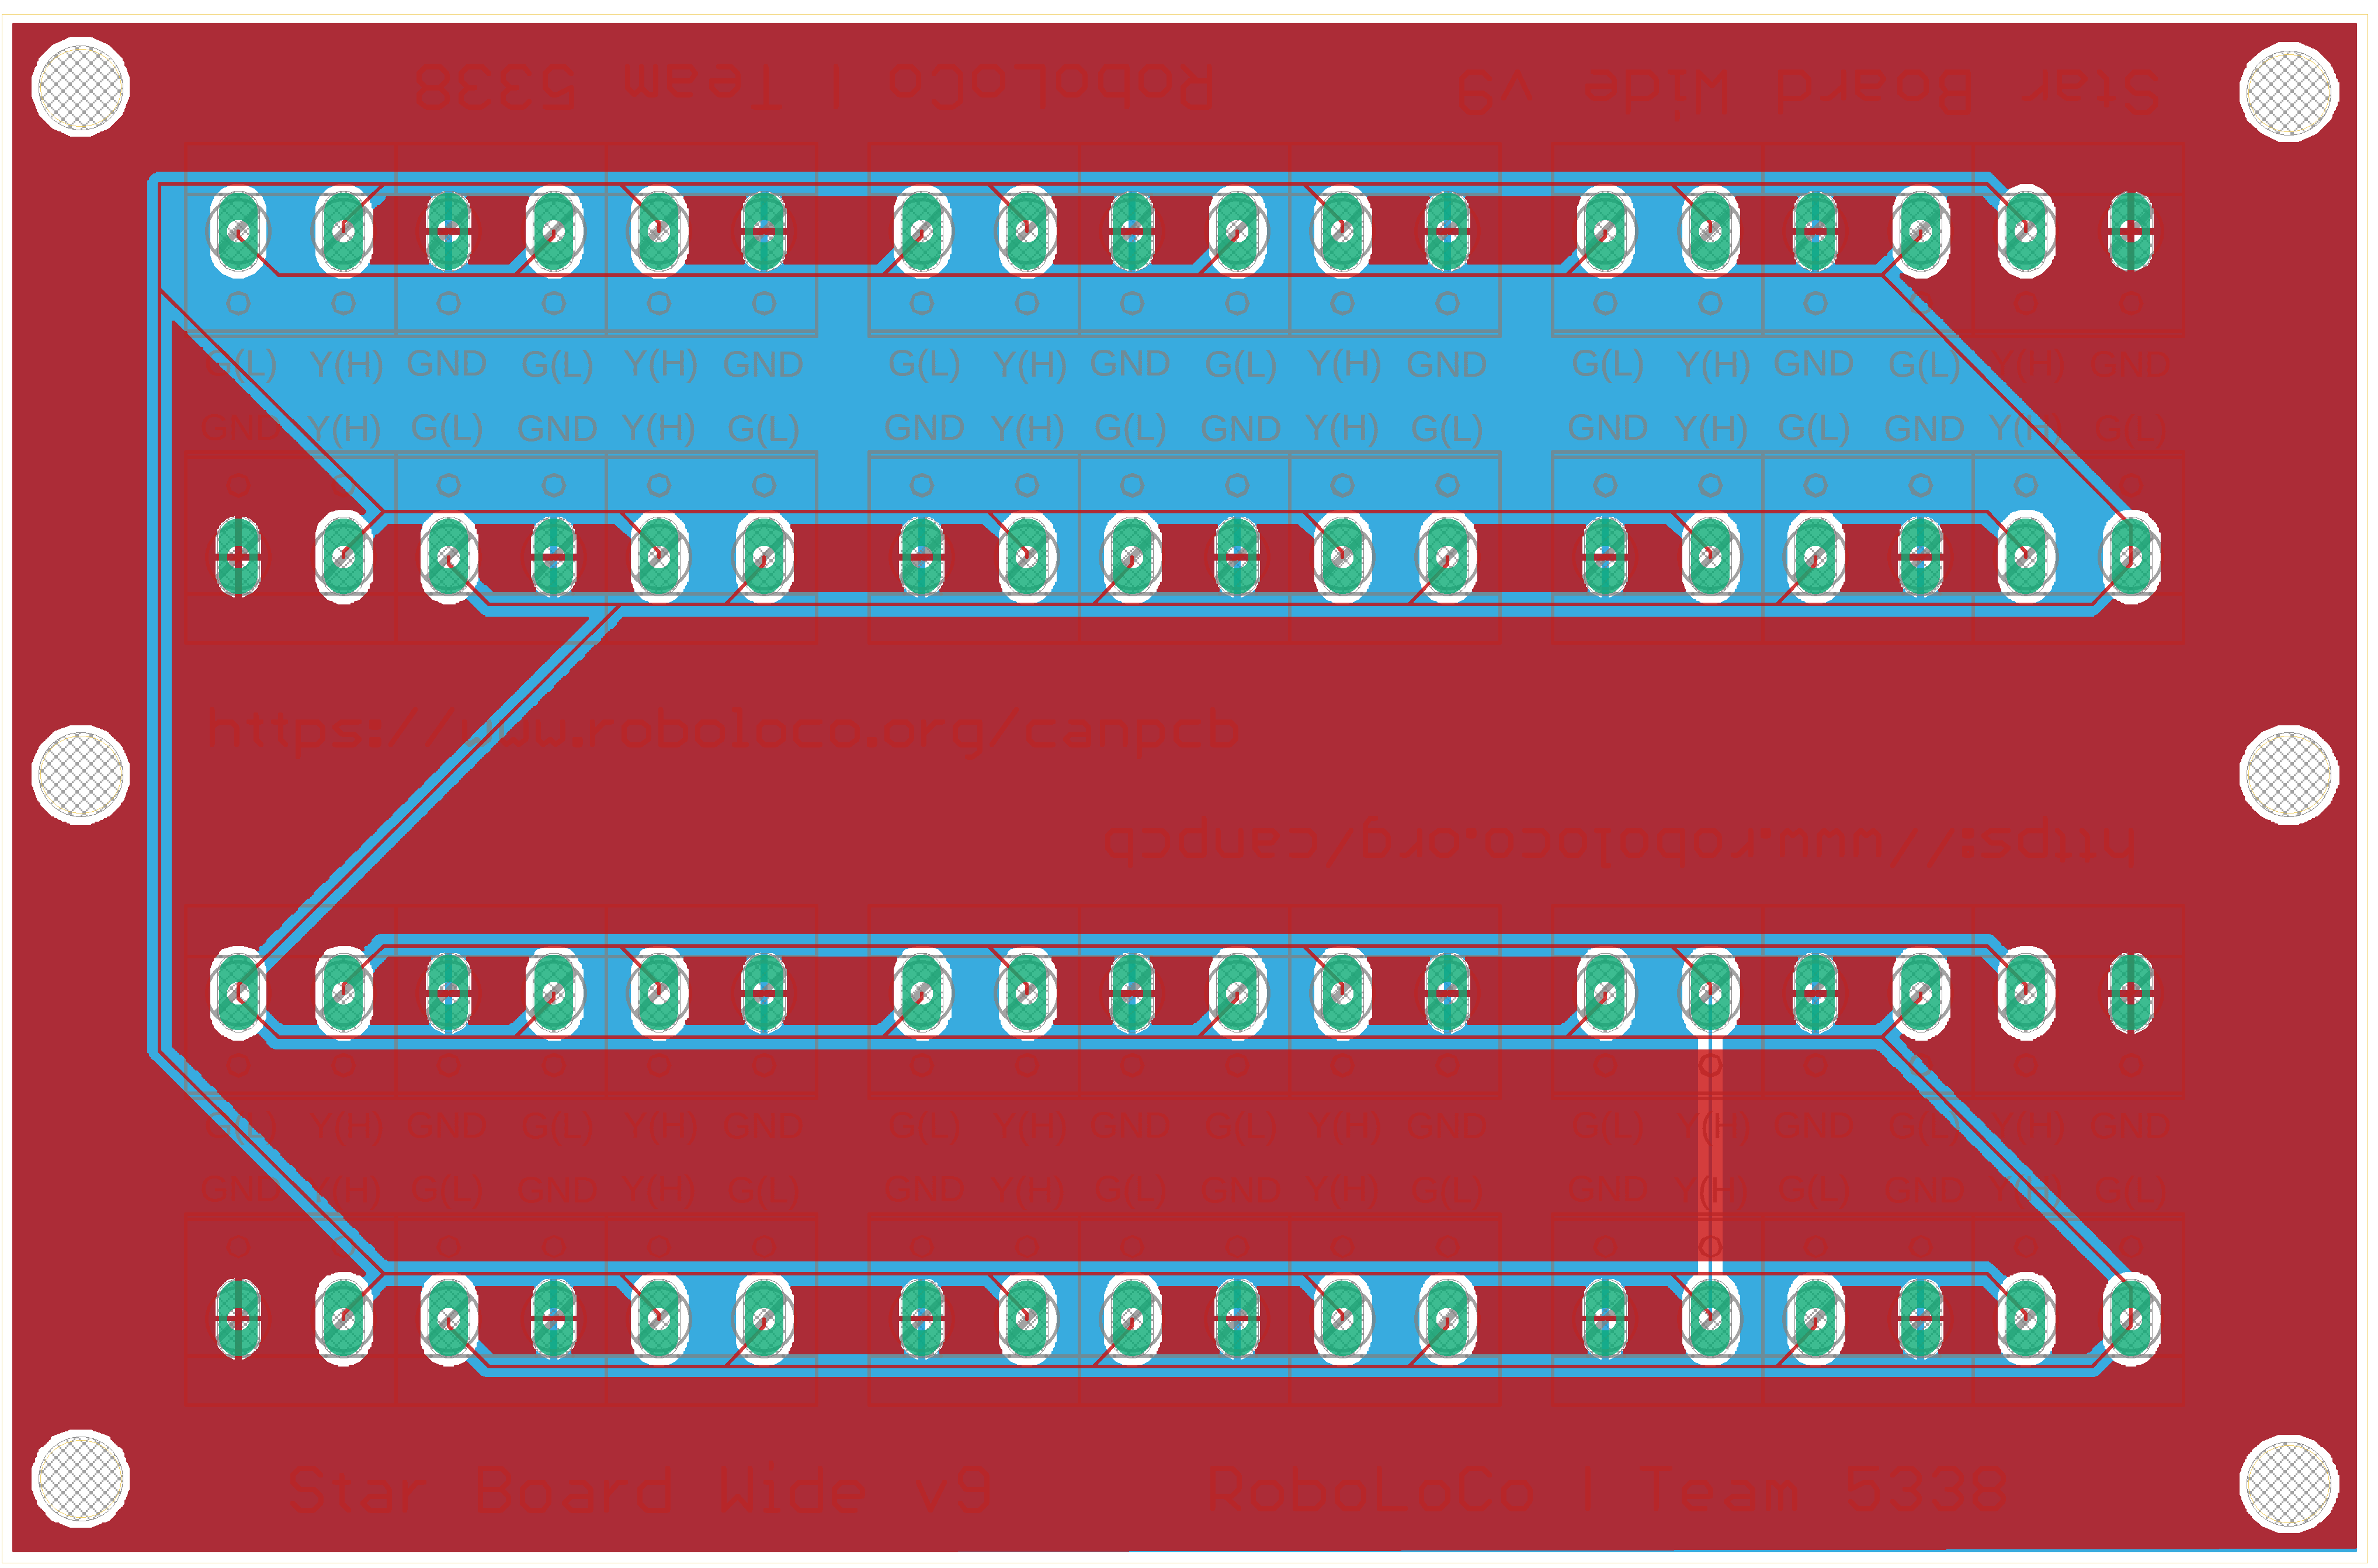 RoboLoCo | Team 5338
Star Board Wide v9
G(L) Y(H) GND G(L) Y(H) GND G(L) Y(H) GND G(L) Y(H) GND G(L) Y(H) GND G(L) Y(H) GND
GND Y(H) G(L) GND Y(H) G(L) GND Y(H) G(L) GND Y(H) G(L) GND Y(H) G(L) GND Y(H) G(L)
https://www.roboloco.org/canpcb
https://www.roboloco.org/canpcb
G(L) Y(H) GND G(L) Y(H) GND G(L) Y(H) GND G(L) Y(H) GND G(L) Y(H) GND G(L) Y(H) GND
GND Y(H) G(L) GND Y(H) G(L) GND Y(H) G(L) GND Y(H) G(L) GND Y(H) G(L) GND Y(H) G(L)
Star Board Wide v9 RoboLoCo | Team 5338